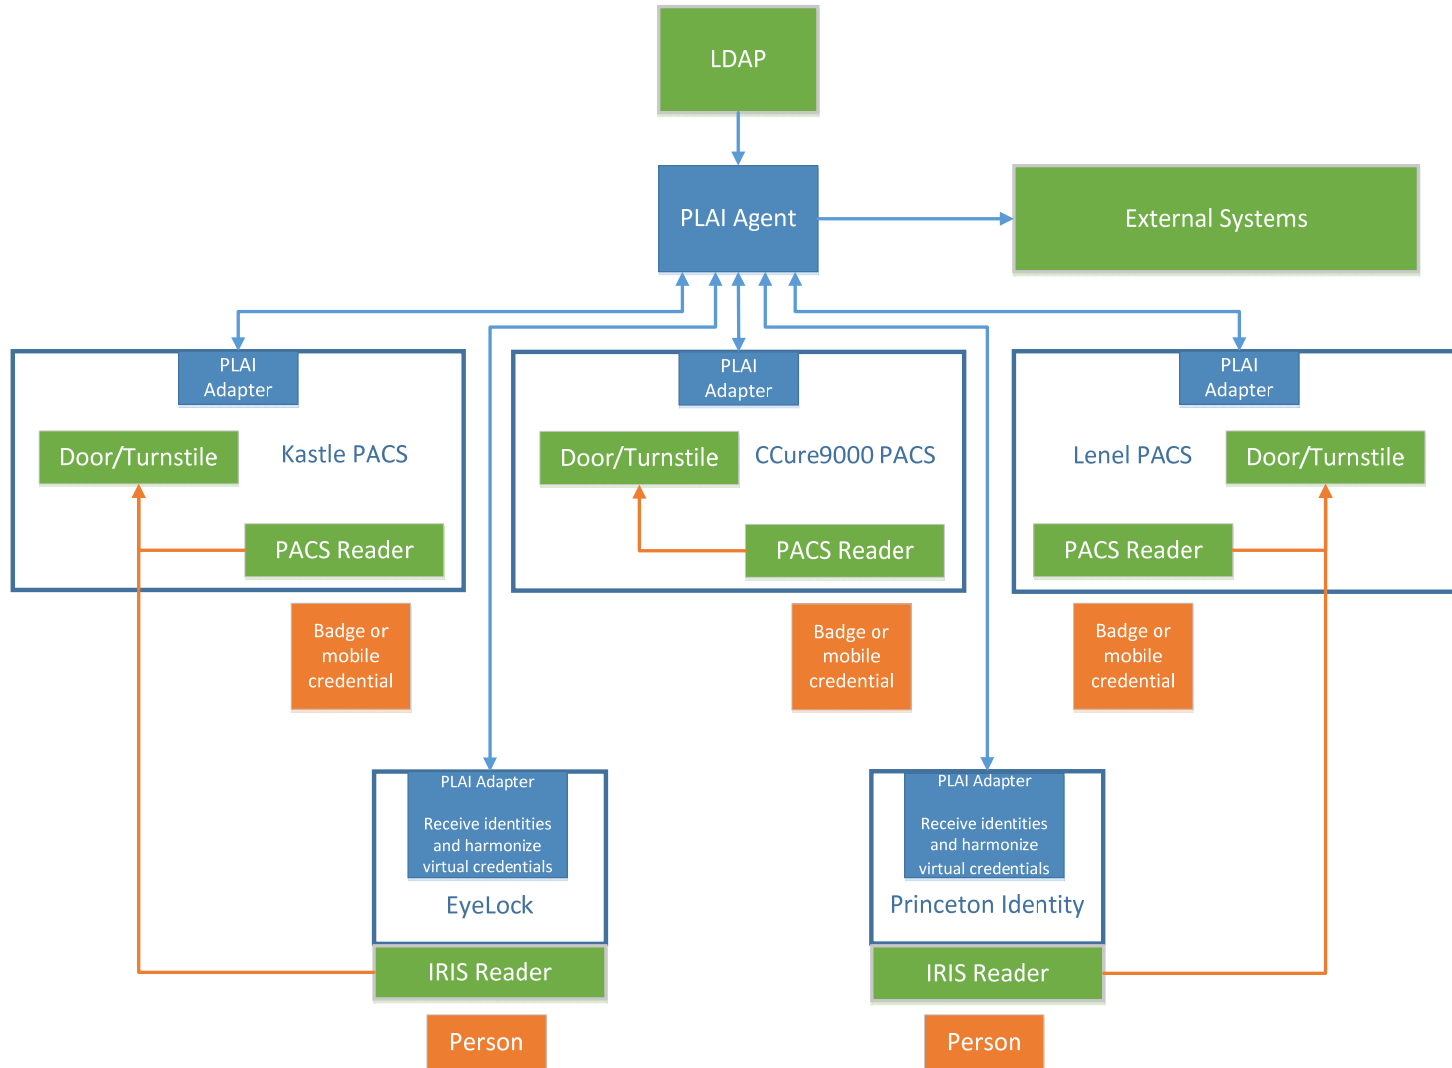 LDAP
PLAI Agent
External Systems
PLAI
Adapter
PLAI
Adapter
PLAI
Adapter
Door/Turnstile
Kastle PACS
PACS Reader
Door/Turnstile
CCure9000 PACS
PACS Reader
Lenel PACS
Door/Turnstile
PACS Reader
Badge or
mobile
credential
Badge or
mobile
credential
Badge or
mobile
credential
PLAI Adapter
Receive identities
and harmonize
virtual credentials
EyeLock
IRIS Reader
Person
PLAI Adapter
Receive identities
and harmonize
virtual credentials
Princeton Identity
IRIS Reader
Person